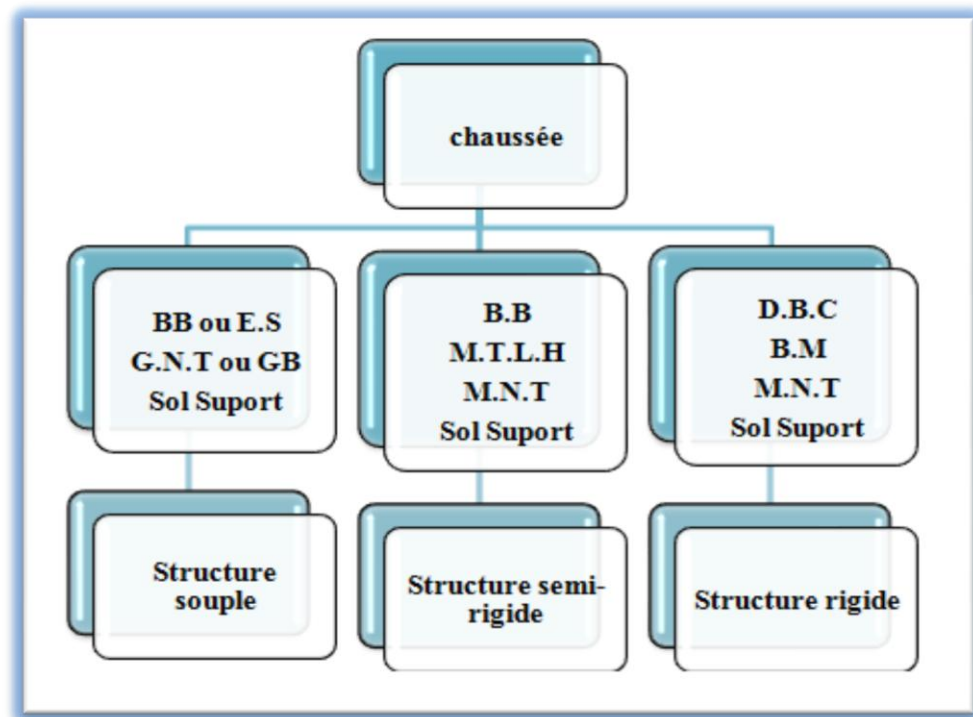 chaussée
BB ou E.S
G.N.T ou GB
Sol Suport
B.B
M.T.L.H
M.N.T
Sol Suport
D.B.C
B.M
M.N.T
Sol Suport
Structure
souple
Structure semi-
rigide
Structure rigide